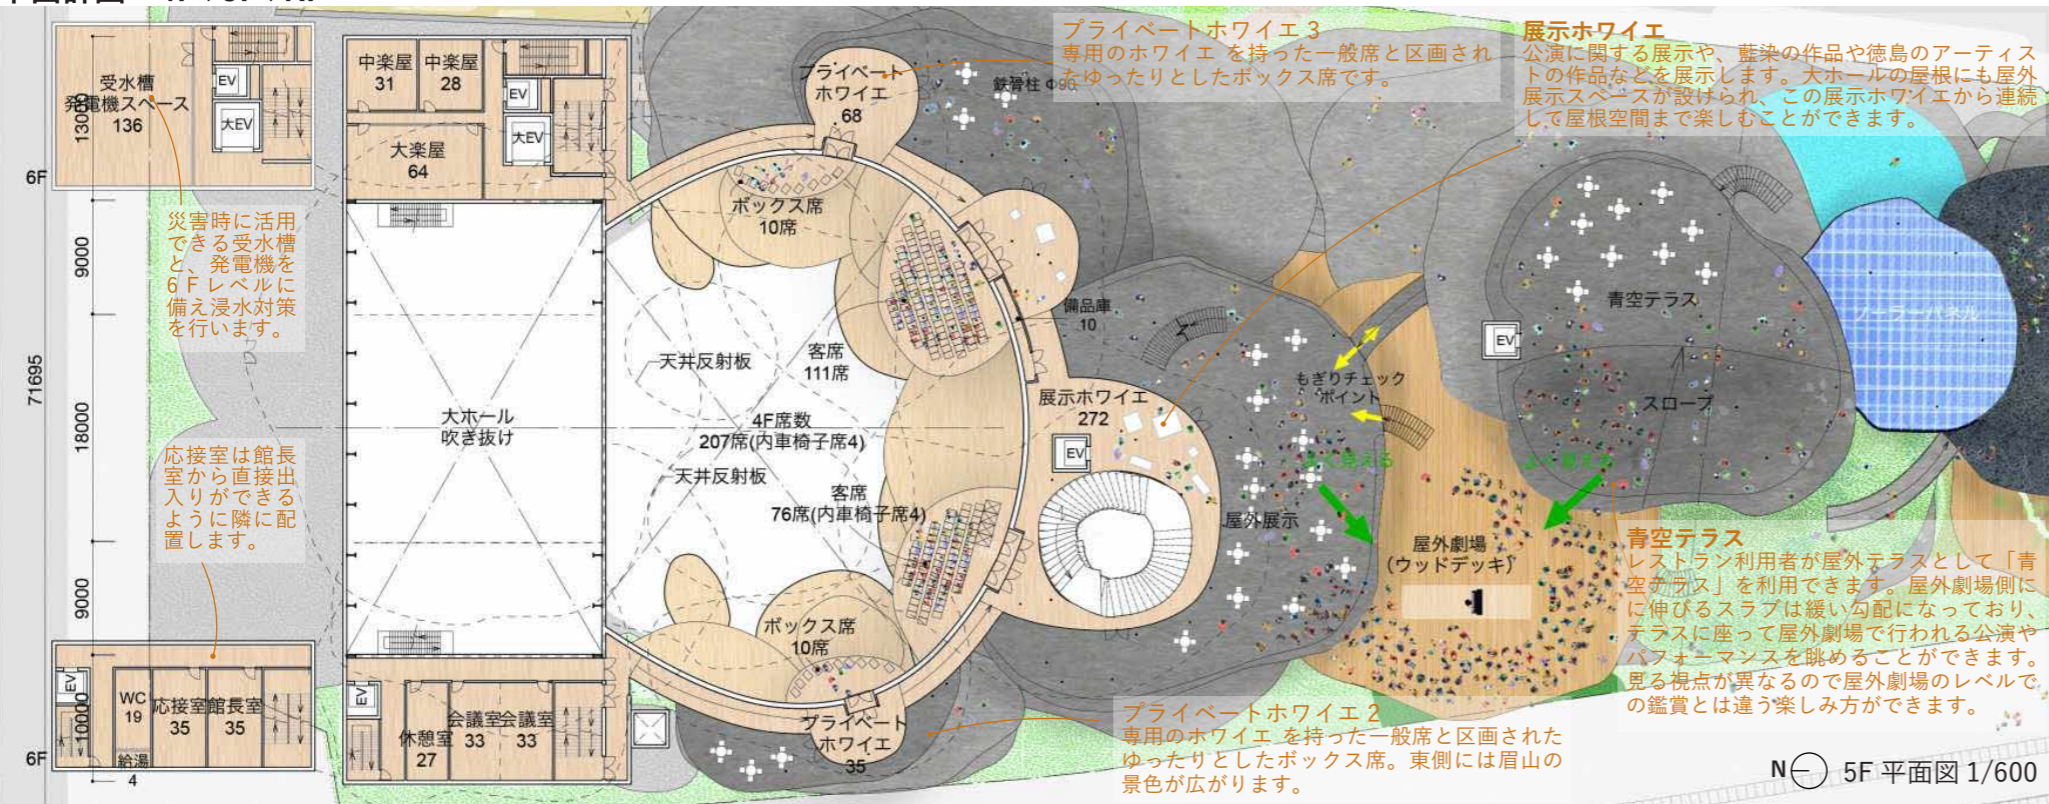 プライベートホワイエ 3
専用のホワイエ を持った一般席と区画され
たゆったりとしたボックス席です。
展示ホワイエ
公演に関する展示や、藍染の作品や徳島のアーティス
トの作品などを展示します。大ホールの屋根にも屋外
展示スペースが設けられ、この展示ホワイエから連続
して屋根空間まで楽しむことができます。
受水槽
発電機スペース
136
EV
大EV
13000
6F
災害時に活用
できる受水槽
と、発電機を
6 F レベルに
備え浸水対策
を行います。
9000
71695
18000
応接室は館長
室から直接出
入りができる
ように隣に配
置します。
9000
10000
6F
EV
WC
19
応接室
35
館長室
35
給湯
4
中楽屋
31
中楽屋
28
EV
大EV
大楽屋
64
大ホール
吹き抜け
EV
休憩室
27
会議室
33
会議室
33
プライベート
ホワイエ
68
ボックス席
10席
天井反射板
客席
111席
4F席数
207席(内車椅子席4)
天井反射板
客席
76席(内車椅子席4)
ボックス席
10席
プライベート
ホワイエ
35
鉄骨柱
備品庫
10
展示ホワイエ
272
EV
もぎりチェック
ポイント
屋外展示
屋外劇場
(ウッドデッキ)
EV
青空テラス
スロープ
ソーラーパネル
プライベートホワイエ 2
専用のホワイエ を持った一般席と区画された
ゆったりとしたボックス席。東側には眉山の
景色が広がります。
青空テラス
レストラン利用者が屋外テラスとして「青
空テラス」を利用できます。屋外劇場側に
に伸びるスラブは緩い勾配になっており、
テラスに座って屋外劇場で行われる公演や
パフォーマンスを眺めることができます。
見る視点が異なるので屋外劇場のレベルで
の鑑賞とは違う楽しみ方ができます。
N
5F 平面図 1/600